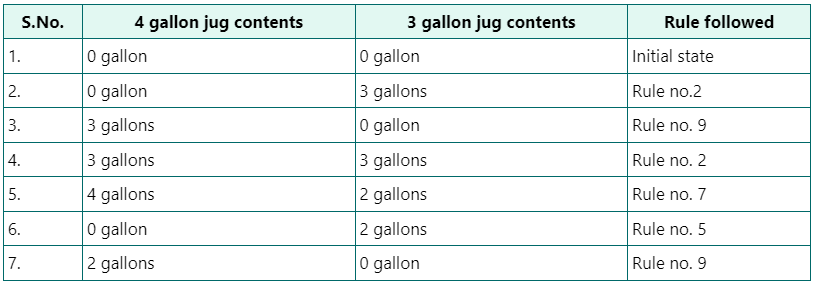 S.No. 4 gallon jug contents 3 gallon jug contents Rule followed
1. 0 gallon 0 gallon Initial state
2. 0 gallon 3 gallons Rule no.2
3. 3 gallons 0 gallon Rule no. 9
4. 3 gallons 3 gallons Rule no. 2
5. 4 gallons 2 gallons Rule no. 7
6. 0 gallon 2 gallons Rule no. 5
7. 2 gallons 0 gallon Rule no. 9